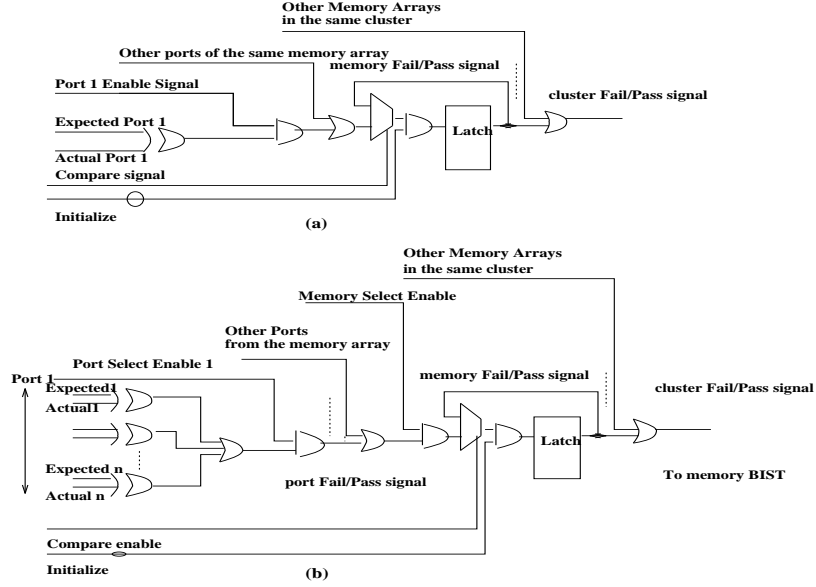 Other Memory Arrays
in the same cluster
Other ports of the same memory array
memory Fail/Pass signal
Port 1 Enable Signal
cluster Fail/Pass signal
Expected Port 1
Latch
Actual Port 1
Compare signal
Initialize
(a)
Other Memory Arrays
in the same cluster
Memory Select Enable
Other Ports
from the memory array
Port Select Enable 1
memory Fail/Pass signal
Port 1
Expected1
cluster Fail/Pass signal
Actual1
Latch
Expected n
port Fail/Pass signal
To memory BIST
Actual n
Compare enable
Initialize
(b)